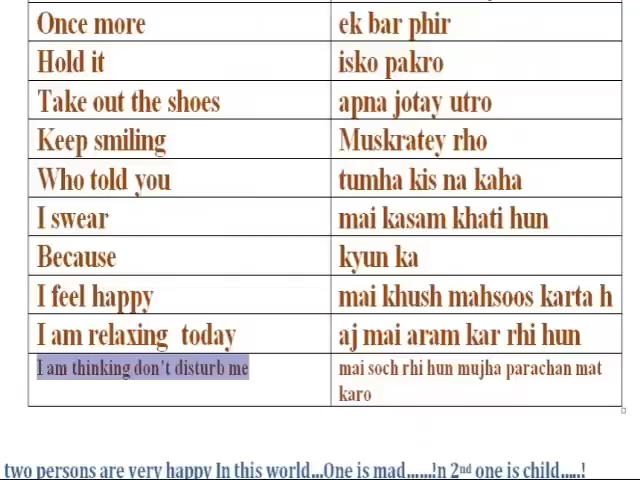 Once more ek bar phir
Hold it isko pakro
Take out the shoes apna jotay utro
Keep smiling Muskratey rho
Who told you tumha kis na kaha
I swear mai kasam khati hun
Because kyun ka
I feel happy mai khush mahsoos karta h
I am relaxing today aj mai aram kar rhi hun
I am thinking don't disturb me mai soch rhi hun mujha parachan mat
karo
two persons are very happy In this world...One is mad......!n 2nd one is child.....!